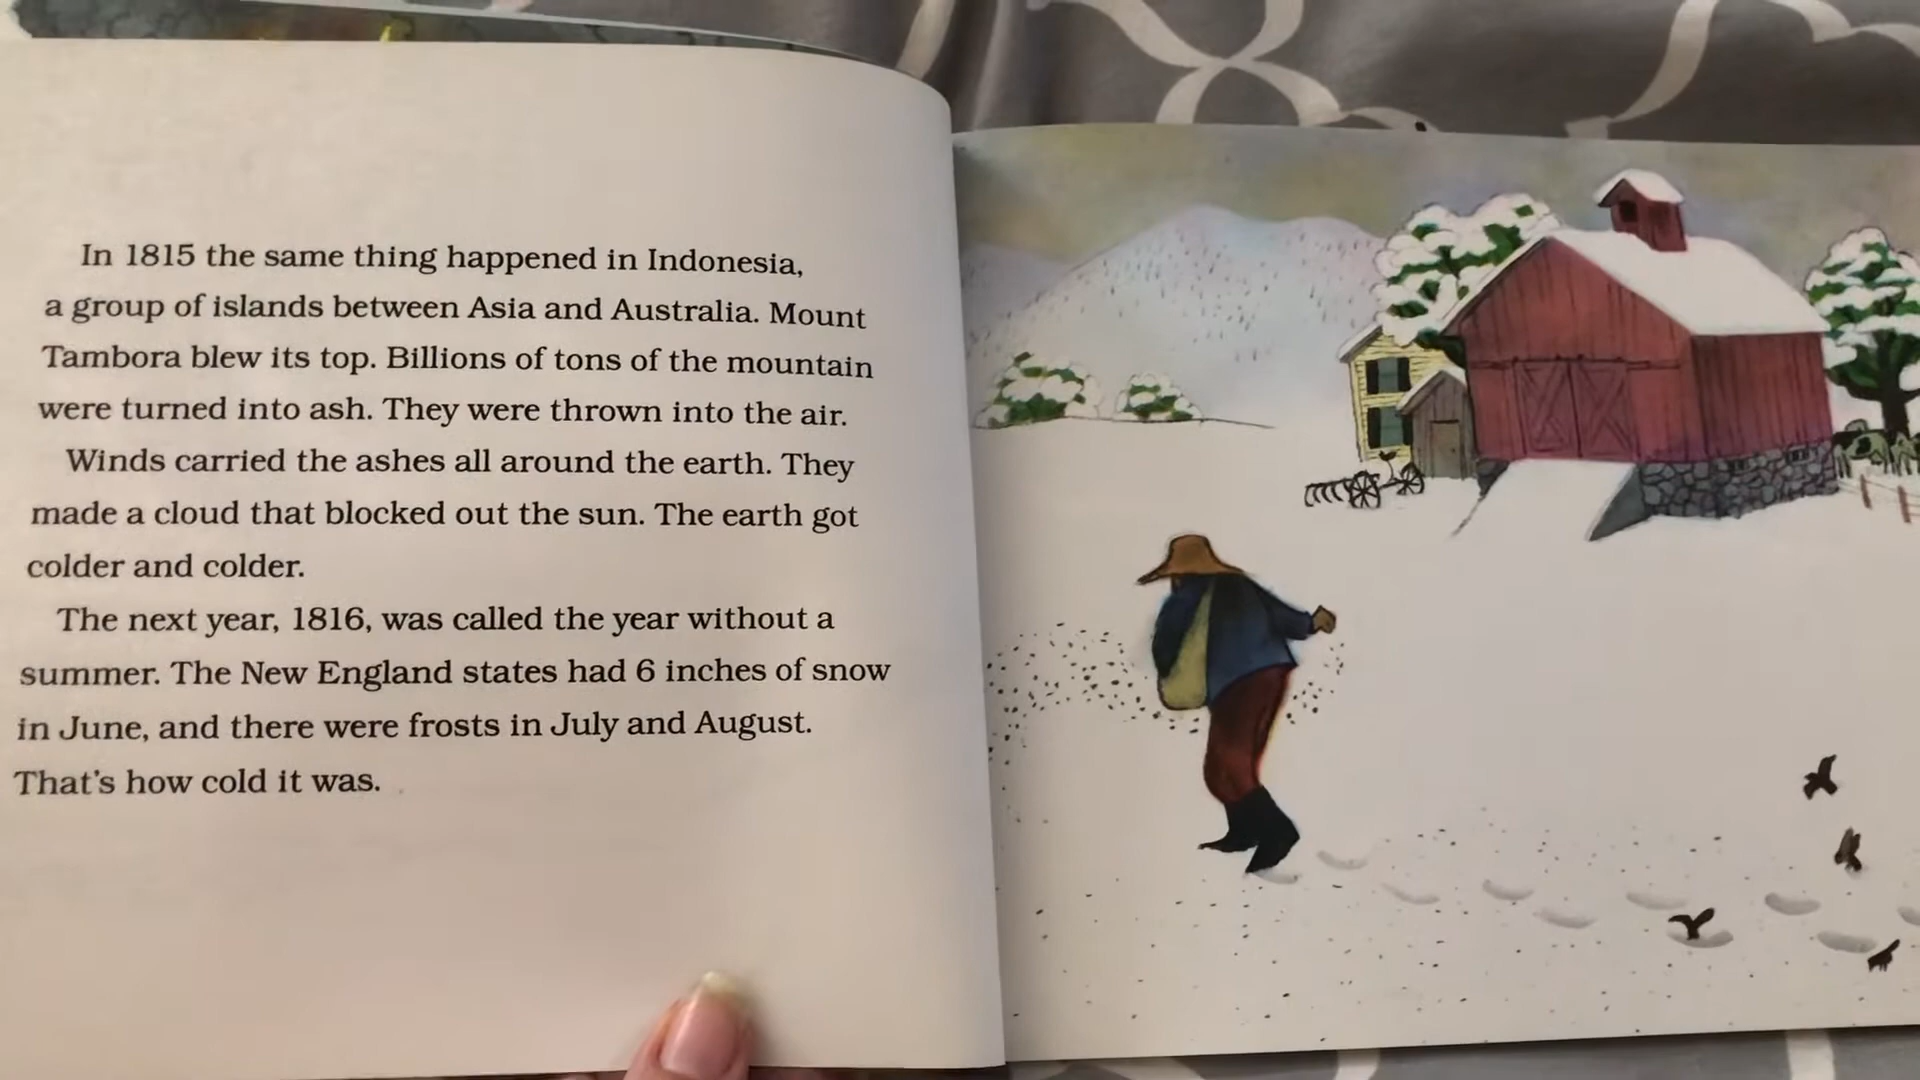 In 1815 the same thing happened in Indonesia,
a group of islands between Asia and Australia. Mount
Tambora blew its top. Billions of tons of the mountain
were turned into ash. They were thrown into the air.
Winds carried the ashes all around the earth. They
made a cloud that blocked out the sun. The earth got
colder and colder.
The next year, 1816, was called the year without a
summer. The New England states had 6 inches of snow
in June, and there were frosts in July and August.
That's how cold it was.